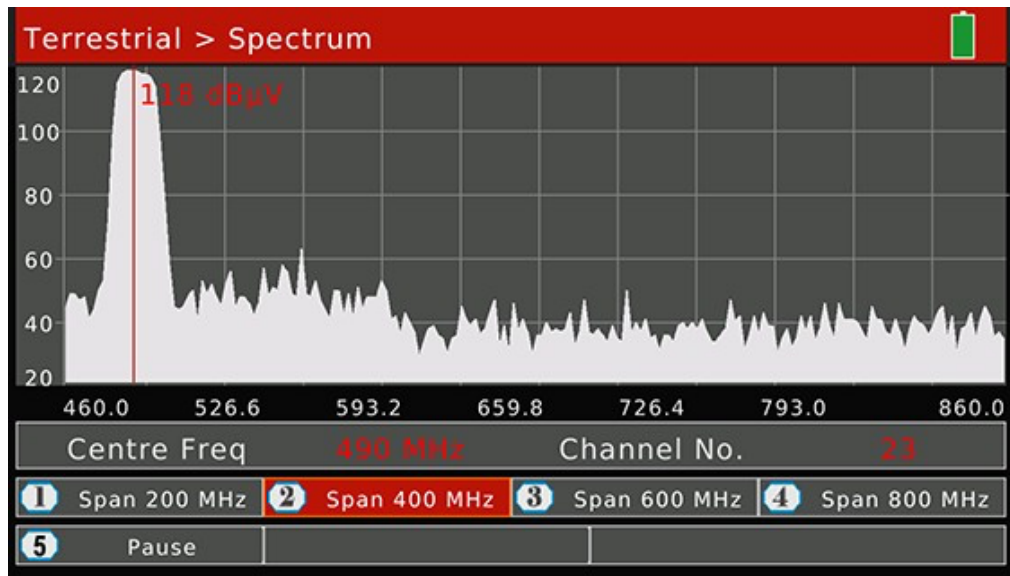 Terrestrial > Spectrum
120
118 dBµV
100
80
60
40
20
460.0 526.6 593.2 659.8 726.4 793.0 860.0
Centre Freq 490 MHz Channel No. 23
1 Span 200 MHz 2 Span 400 MHz 3 Span 600 MHz 4 Span 800 MHz
5 Pause